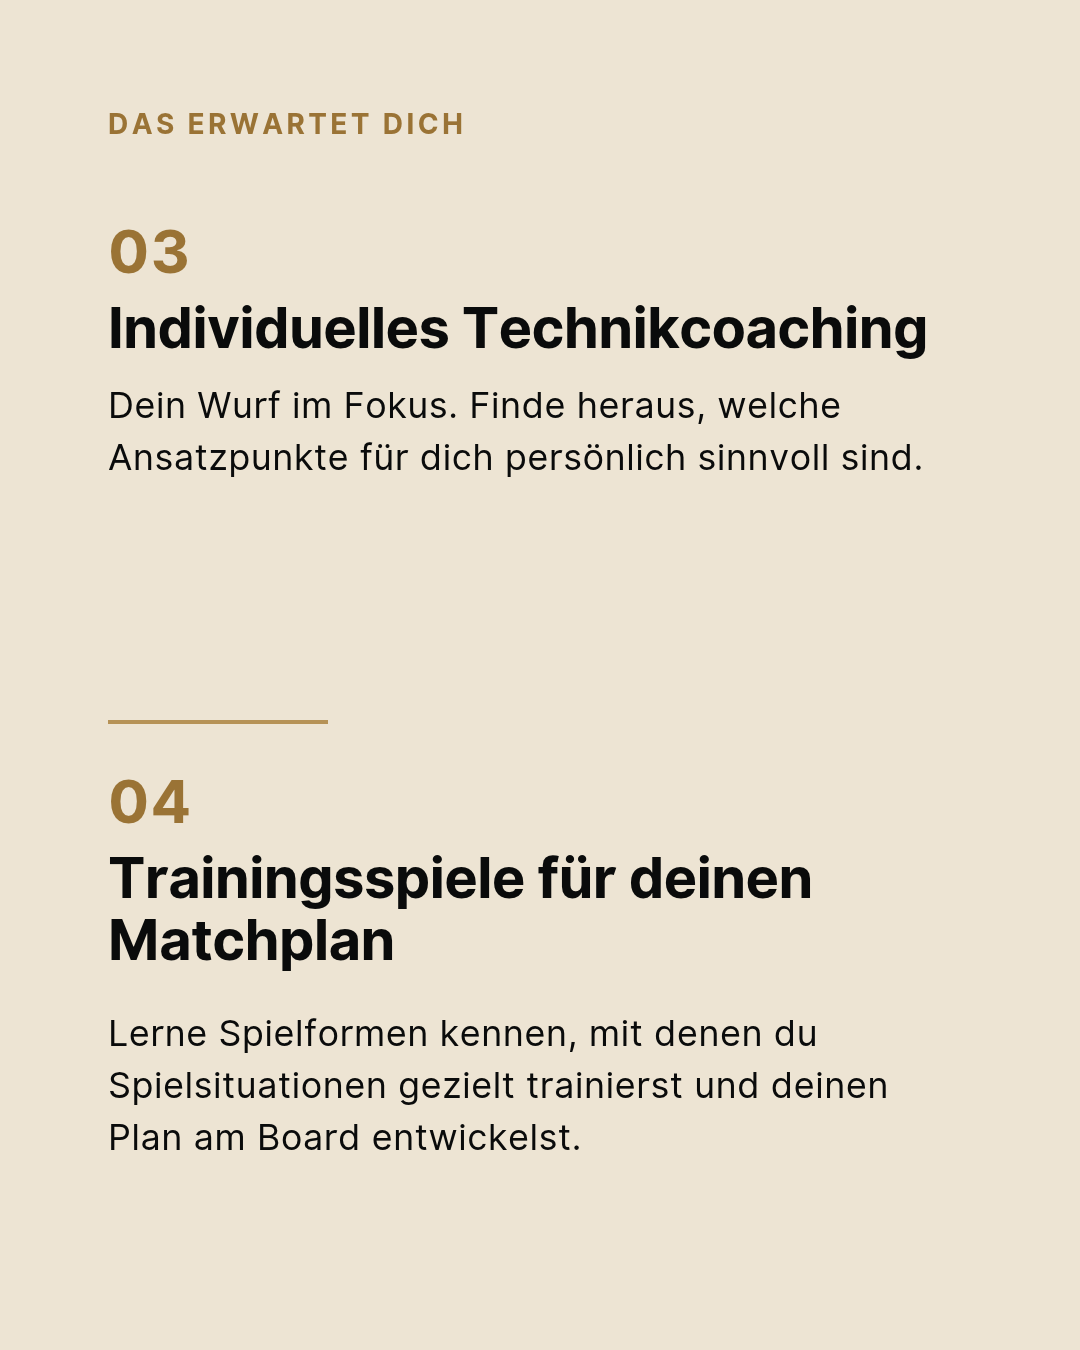 DAS ERWARTET DICH
03
Individuelles Technikcoaching
Dein Wurf im Fokus. Finde heraus, welche
Ansatzpunkte für dich persönlich sinnvoll sind.
04
Trainingsspiele für deinen
Matchplan
Lerne Spielformen kennen, mit denen du
Spielsituationen gezielt trainierst und deinen
Plan am Board entwickelst.